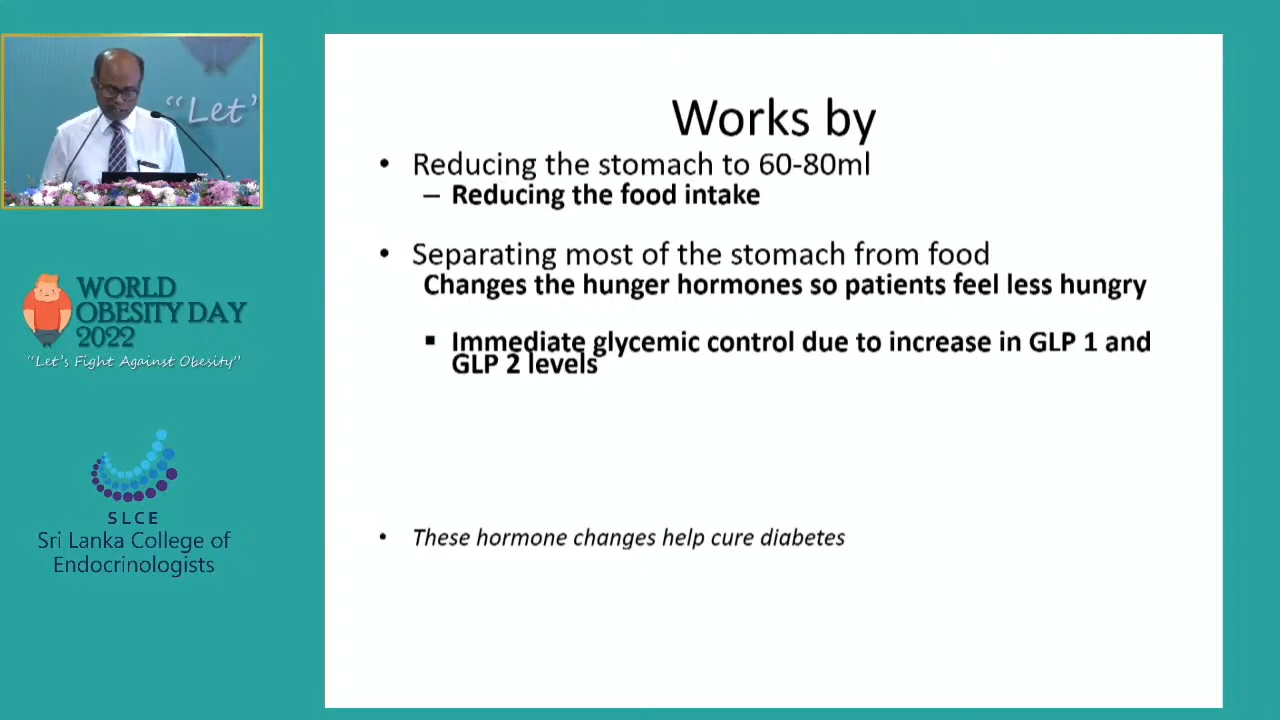 "Let'
WORLD
OBESITY DAY
2022
"Let's Fight Against Obesity"
SLCE
Sri Lanka College of
Endocrinologists
Works by
• Reducing the stomach to 60-80ml
– Reducing the food intake
• Separating most of the stomach from food
Changes the hunger hormones so patients feel less hungry
▪ Immediate glycemic control due to increase in GLP 1 and
GLP 2 levels
• These hormone changes help cure diabetes